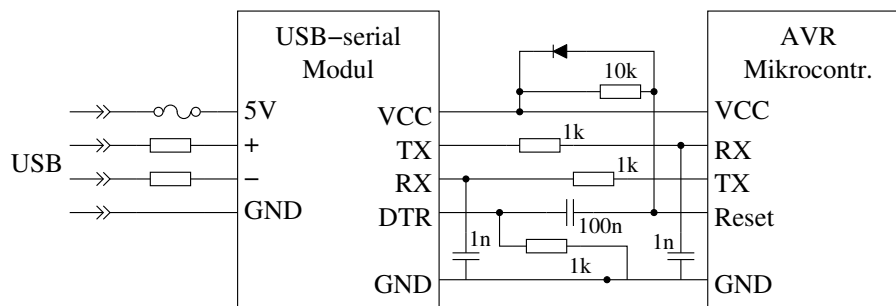 USB−serial
Modul
AVR
Mikrocontr.
10k
5V
VCC
VCC
1k
+
TX
RX
USB
1k
−
RX
TX
GND
DTR
100n
Reset
1n
1n
1k
GND
GND